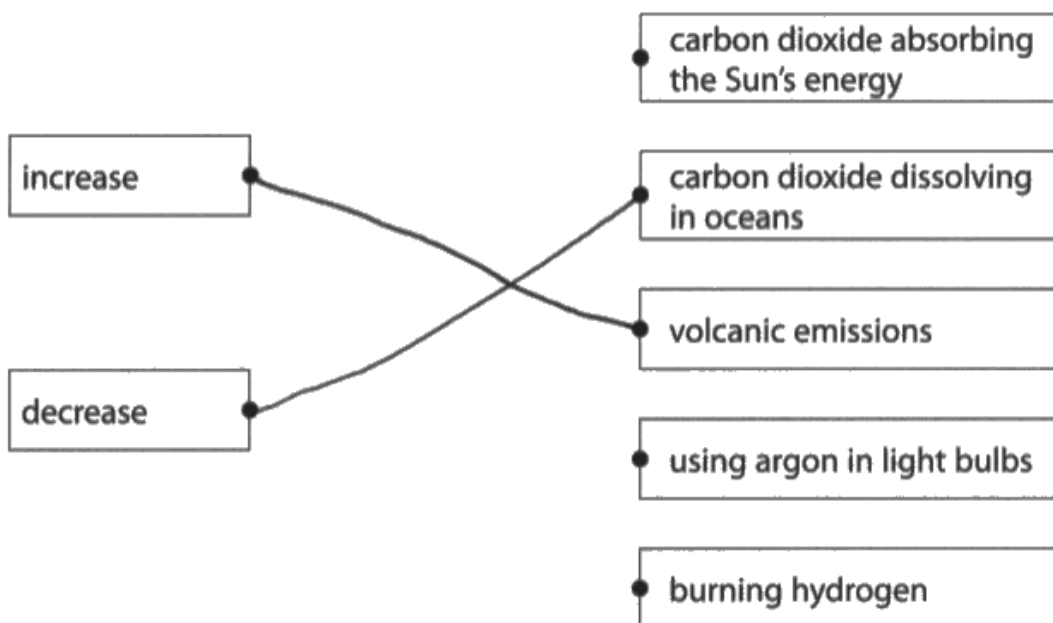 carbon dioxide absorbing
the Sun's energy
increase
carbon dioxide dissolving
in oceans
volcanic emissions
decrease
using argon in light bulbs
burning hydrogen